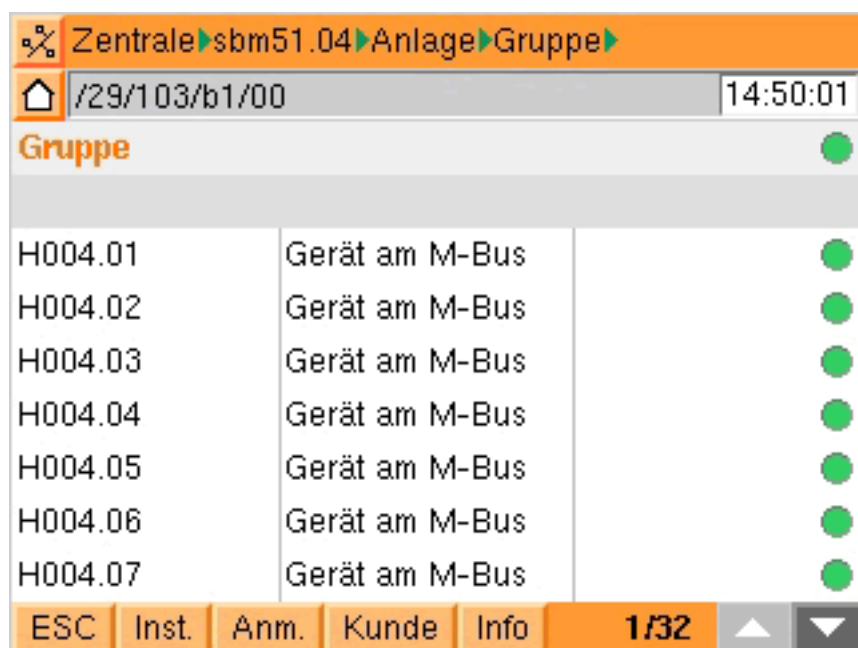 Zentrale sbm51.04 Anlage Gruppe
/29/103/b1/00 14:50:01
Gruppe
H004.01 Gerät am M-Bus
H004.02 Gerät am M-Bus
H004.03 Gerät am M-Bus
H004.04 Gerät am M-Bus
H004.05 Gerät am M-Bus
H004.06 Gerät am M-Bus
H004.07 Gerät am M-Bus
ESC Inst. Anm. Kunde Info 1/32